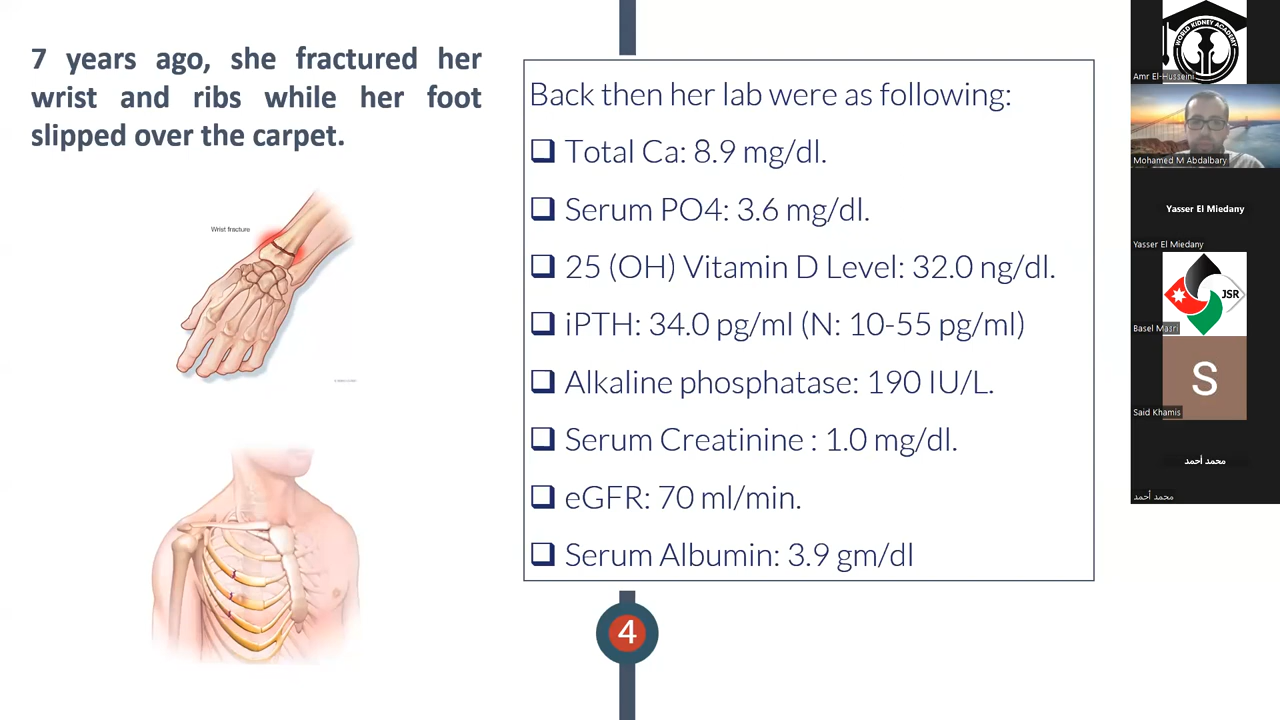 7 years ago, she fractured her
wrist and ribs while her foot
slipped over the carpet.
Wrist fracture
Back then her lab were as following:
❑ Total Ca: 8.9 mg/dl.
❑ Serum PO4: 3.6 mg/dl.
❑ 25 (OH) Vitamin D Level: 32.0 ng/dl.
❑ iPTH: 34.0 pg/ml (N: 10-55 pg/ml)
❑ Alkaline phosphatase: 190 IU/L.
❑ Serum Creatinine : 1.0 mg/dl.
❑ eGFR: 70 ml/min.
❑ Serum Albumin: 3.9 gm/dl
4
WORLD KIDNEY ACADEMY
Amr El-Husseini
Mohamed M Abdalbary
Yasser El Miedany
Yasser El Miedany
JSR
Basel Masri
S
Said Khamis
محمد أحمد
محمد أحمد